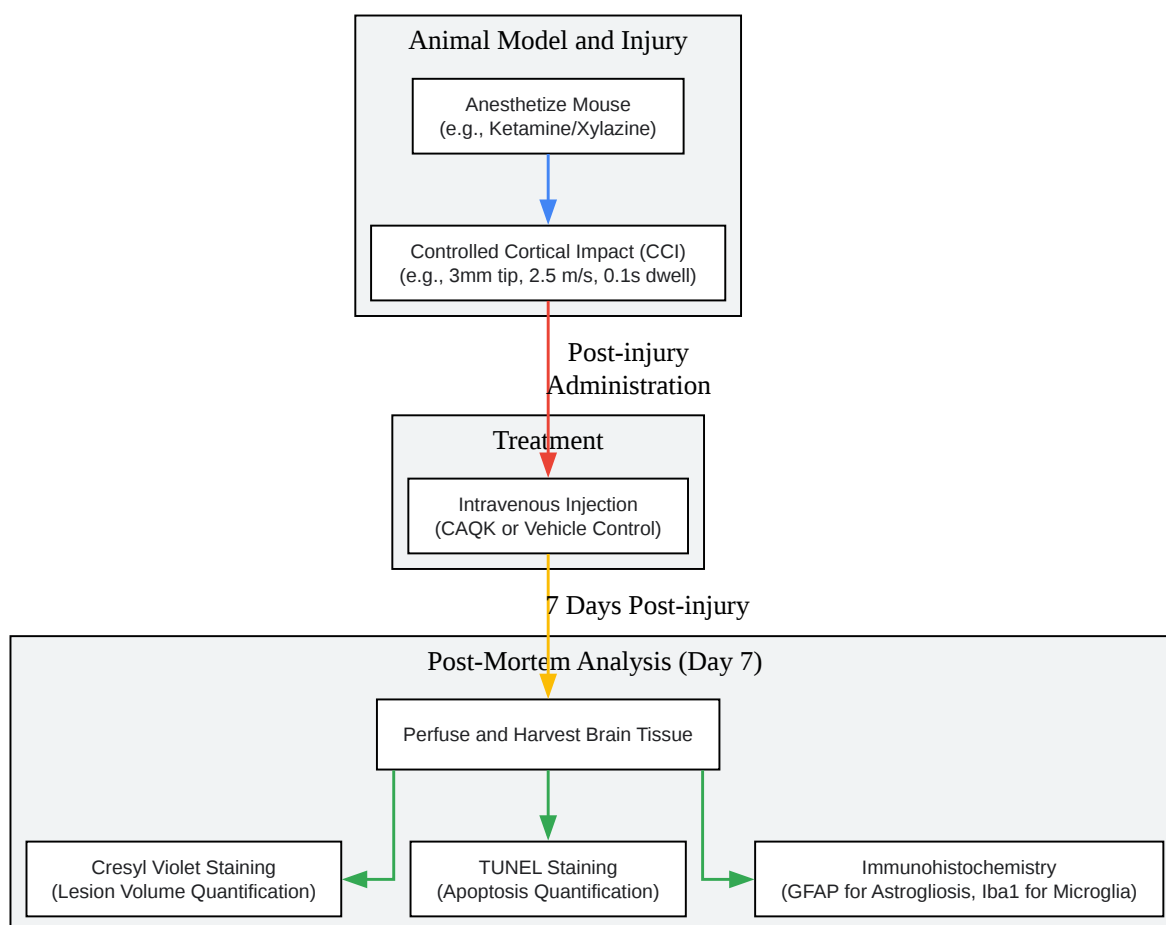 Animal Model and Injury
Anesthetize Mouse
(e.g., Ketamine/Xylazine)
Controlled Cortical Impact (CCI)
(e.g., 3mm tip, 2.5 m/s, 0.1s dwell)
Post-injury
Administration
Treatment
Intravenous Injection
(CAQK or Vehicle Control)
7 Days Post-injury
Post-Mortem Analysis (Day 7)
Perfuse and Harvest Brain Tissue
Cresyl Violet Staining
(Lesion Volume Quantification)
TUNEL Staining
(Apoptosis Quantification)
Immunohistochemistry
(GFAP for Astrogliosis, Iba1 for Microglia)